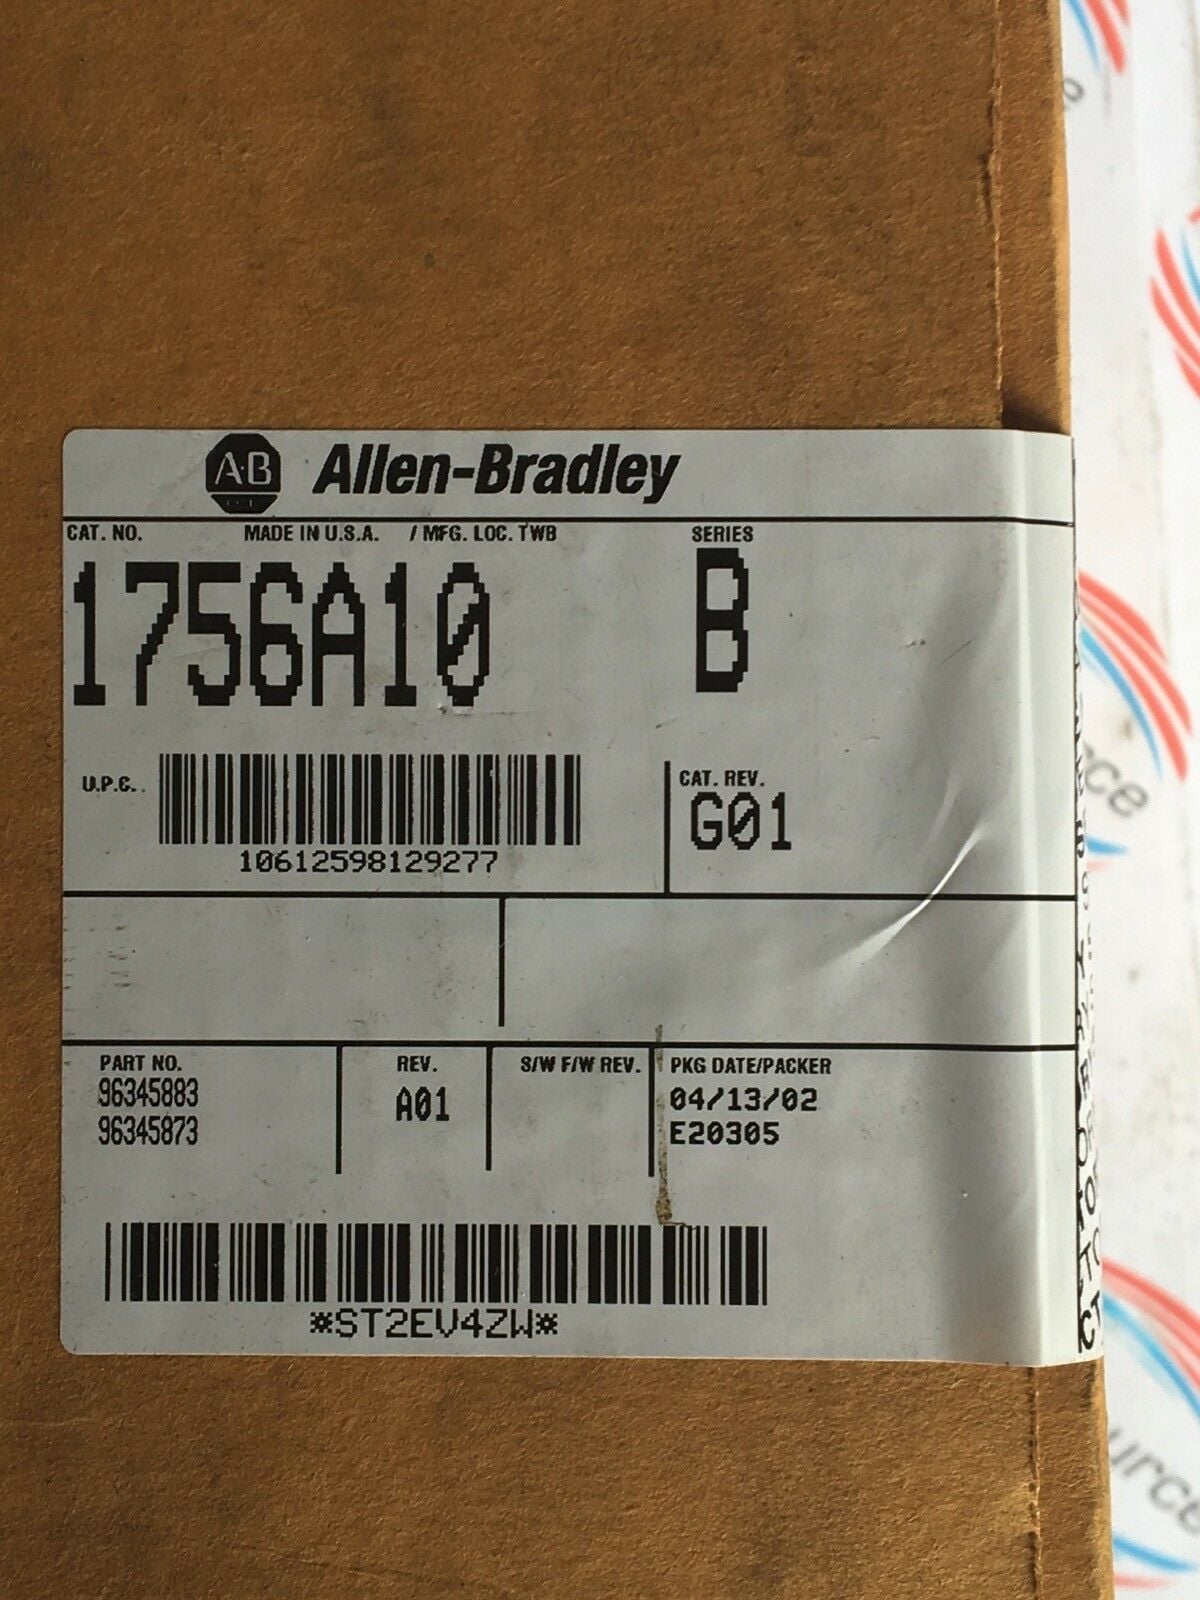 A·B
Allen-Bradley
CAT. NO. MADE IN U.S.A. / MFG. LOC. TWB SERIES
1756A10 B
U.P.C.
10612598129277
CAT. REV.
G01
PART NO. REV. S/W F/W REV. PKG DATE/PACKER
96345883 A01 04/13/02
96345873 E20305
*ST2EV4ZW*